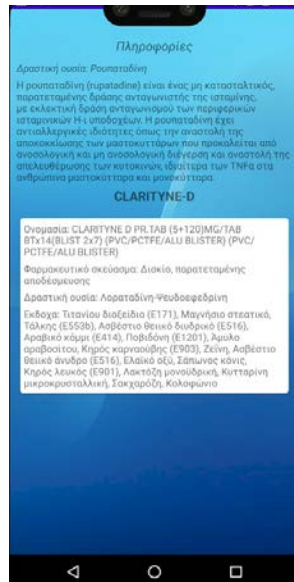 Πληροφορίες
Δραστική ουσία: Ρουπαταδίνη
Η ρουπαταδίνη (rupatadine) είναι ένας μη κατασταλτικός,
παρατεταμένης δράσης ανταγωνιστής της ισταμίνης,
με εκλεκτική δράση ανταγωνισμού των περιφερικών
ισταμινικών Η-ι υποδοχέων. Η ρουπαταδίνη έχει
αντιαλλεργικές ιδιότητες όπως την αναστολή της
αποκοκκίωσης των μαστοκυττάρων που προκαλείται από
ανοσολογική και μη ανοσολογική διέγερση και αναστολή της
απελευθέρωσης των κυτοκινών, ιδιαίτερα των TNFα στα
ανθρώπινα μαστοκύτταρα και μονοκύτταρα.
CLARITYNE-D
Ονομασία: CLARITYNE D PR.TAB (5+120)MG/TAB
BTx14(BLIST 2x7) (PVC/PCTFE/ALU BLISTER) (PVC/
PCTFE/ALU BLISTER)
Φαρμακευτικό σκεύασμα: Δισκίο, παρατεταμένης
αποδέσμευσης
Δραστική ουσία: Λοραταδίνη-Ψευδοεφεδρίνη
Εκδοχα: Τιτανίου διοξείδιο (Ε171), Μαγνήσιο στεατικό,
Τάλκης (E553b), Ασβέστιο θειικό διυδρικό (E516),
Αραβικό κόμμι (E414), Ποβιδόνη (E1201), Άμυλο
αραβοσίτου, Κηρός καρναούβης (E903), Ζεΐνη, Ασβέστιο
θειικό άνυδρο (E516), Ελαϊκό οξύ, Σάπωνος κόνις,
Κηρός λευκός (E901), Λακτόζη μονοϋδρική, Κυτταρίνη
μικροκρυσταλλική, Σακχαρόζη, Κολοφώνιο